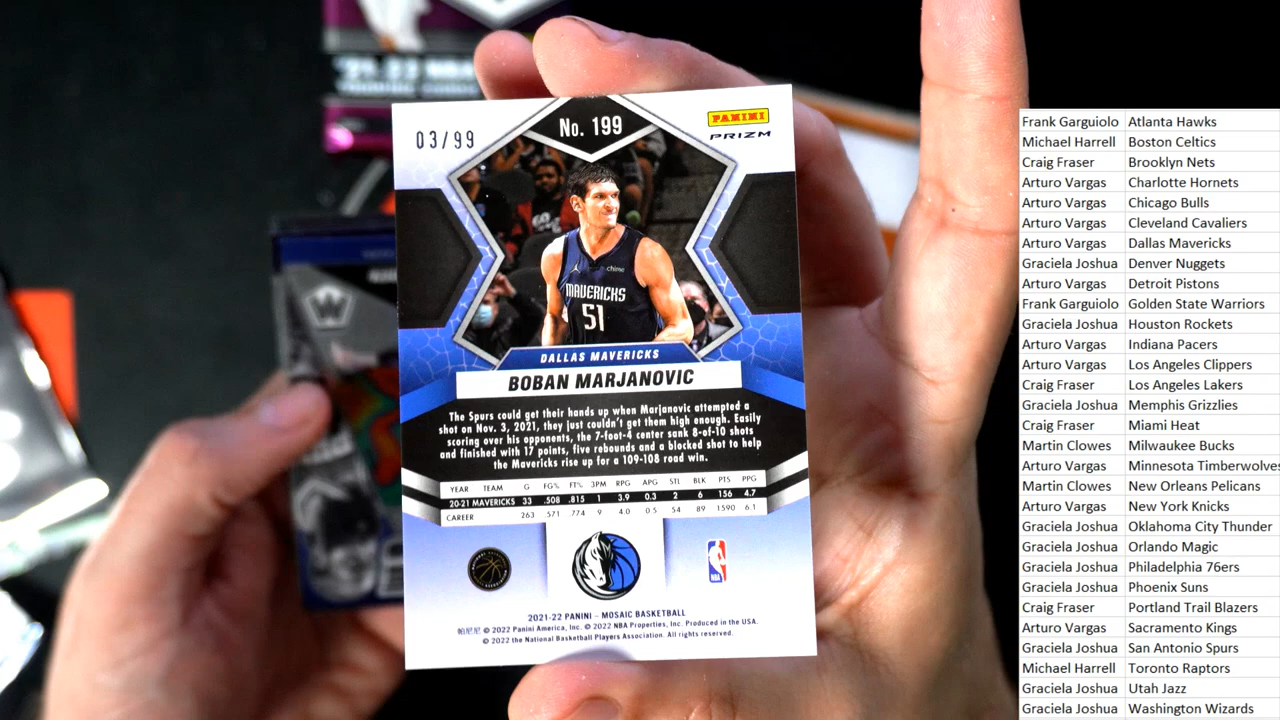 '21-22 NBA
03/99
No. 199
PANINI
PRIZM
chime
MAVERICKS
51
DALLAS MAVERICKS
BOBAN MARJANOVIC
The Spurs could get their hands up when Marjanovic attempted a
shot on Nov. 3, 2021, they just couldn't get them high enough. Easily
scoring over his opponents, the 7-foot-4 center sank 8-of-10 shots
and finished with 17 points, five rebounds and a blocked shot to help
the Mavericks rise up for a 109-108 road win.
YEAR TEAM G FG% FT% 3PM RPG APG STL BLK PTS PPG
20-21 MAVERICKS 33 .508 .815 1 3.9 0.3 2 6 156 4.7
CAREER 263 .571 .774 9 4.0 0.5 54 89 1590 6.1
NBA
2021-22 PANINI – MOSAIC BASKETBALL
帕尼尼 © 2022 Panini America, Inc. © 2022 NBA Properties, Inc. Produced in the USA.
© 2022 the National Basketball Players Association. All rights reserved.
Frank Garguiolo Atlanta Hawks
Michael Harrell Boston Celtics
Craig Fraser Brooklyn Nets
Arturo Vargas Charlotte Hornets
Arturo Vargas Chicago Bulls
Arturo Vargas Cleveland Cavaliers
Arturo Vargas Dallas Mavericks
Graciela Joshua Denver Nuggets
Arturo Vargas Detroit Pistons
Frank Garguiolo Golden State Warriors
Graciela Joshua Houston Rockets
Arturo Vargas Indiana Pacers
Arturo Vargas Los Angeles Clippers
Craig Fraser Los Angeles Lakers
Graciela Joshua Memphis Grizzlies
Craig Fraser Miami Heat
Martin Clowes Milwaukee Bucks
Arturo Vargas Minnesota Timberwolves
Martin Clowes New Orleans Pelicans
Arturo Vargas New York Knicks
Graciela Joshua Oklahoma City Thunder
Graciela Joshua Orlando Magic
Graciela Joshua Philadelphia 76ers
Graciela Joshua Phoenix Suns
Craig Fraser Portland Trail Blazers
Arturo Vargas Sacramento Kings
Graciela Joshua San Antonio Spurs
Michael Harrell Toronto Raptors
Graciela Joshua Utah Jazz
Graciela Joshua Washington Wizards